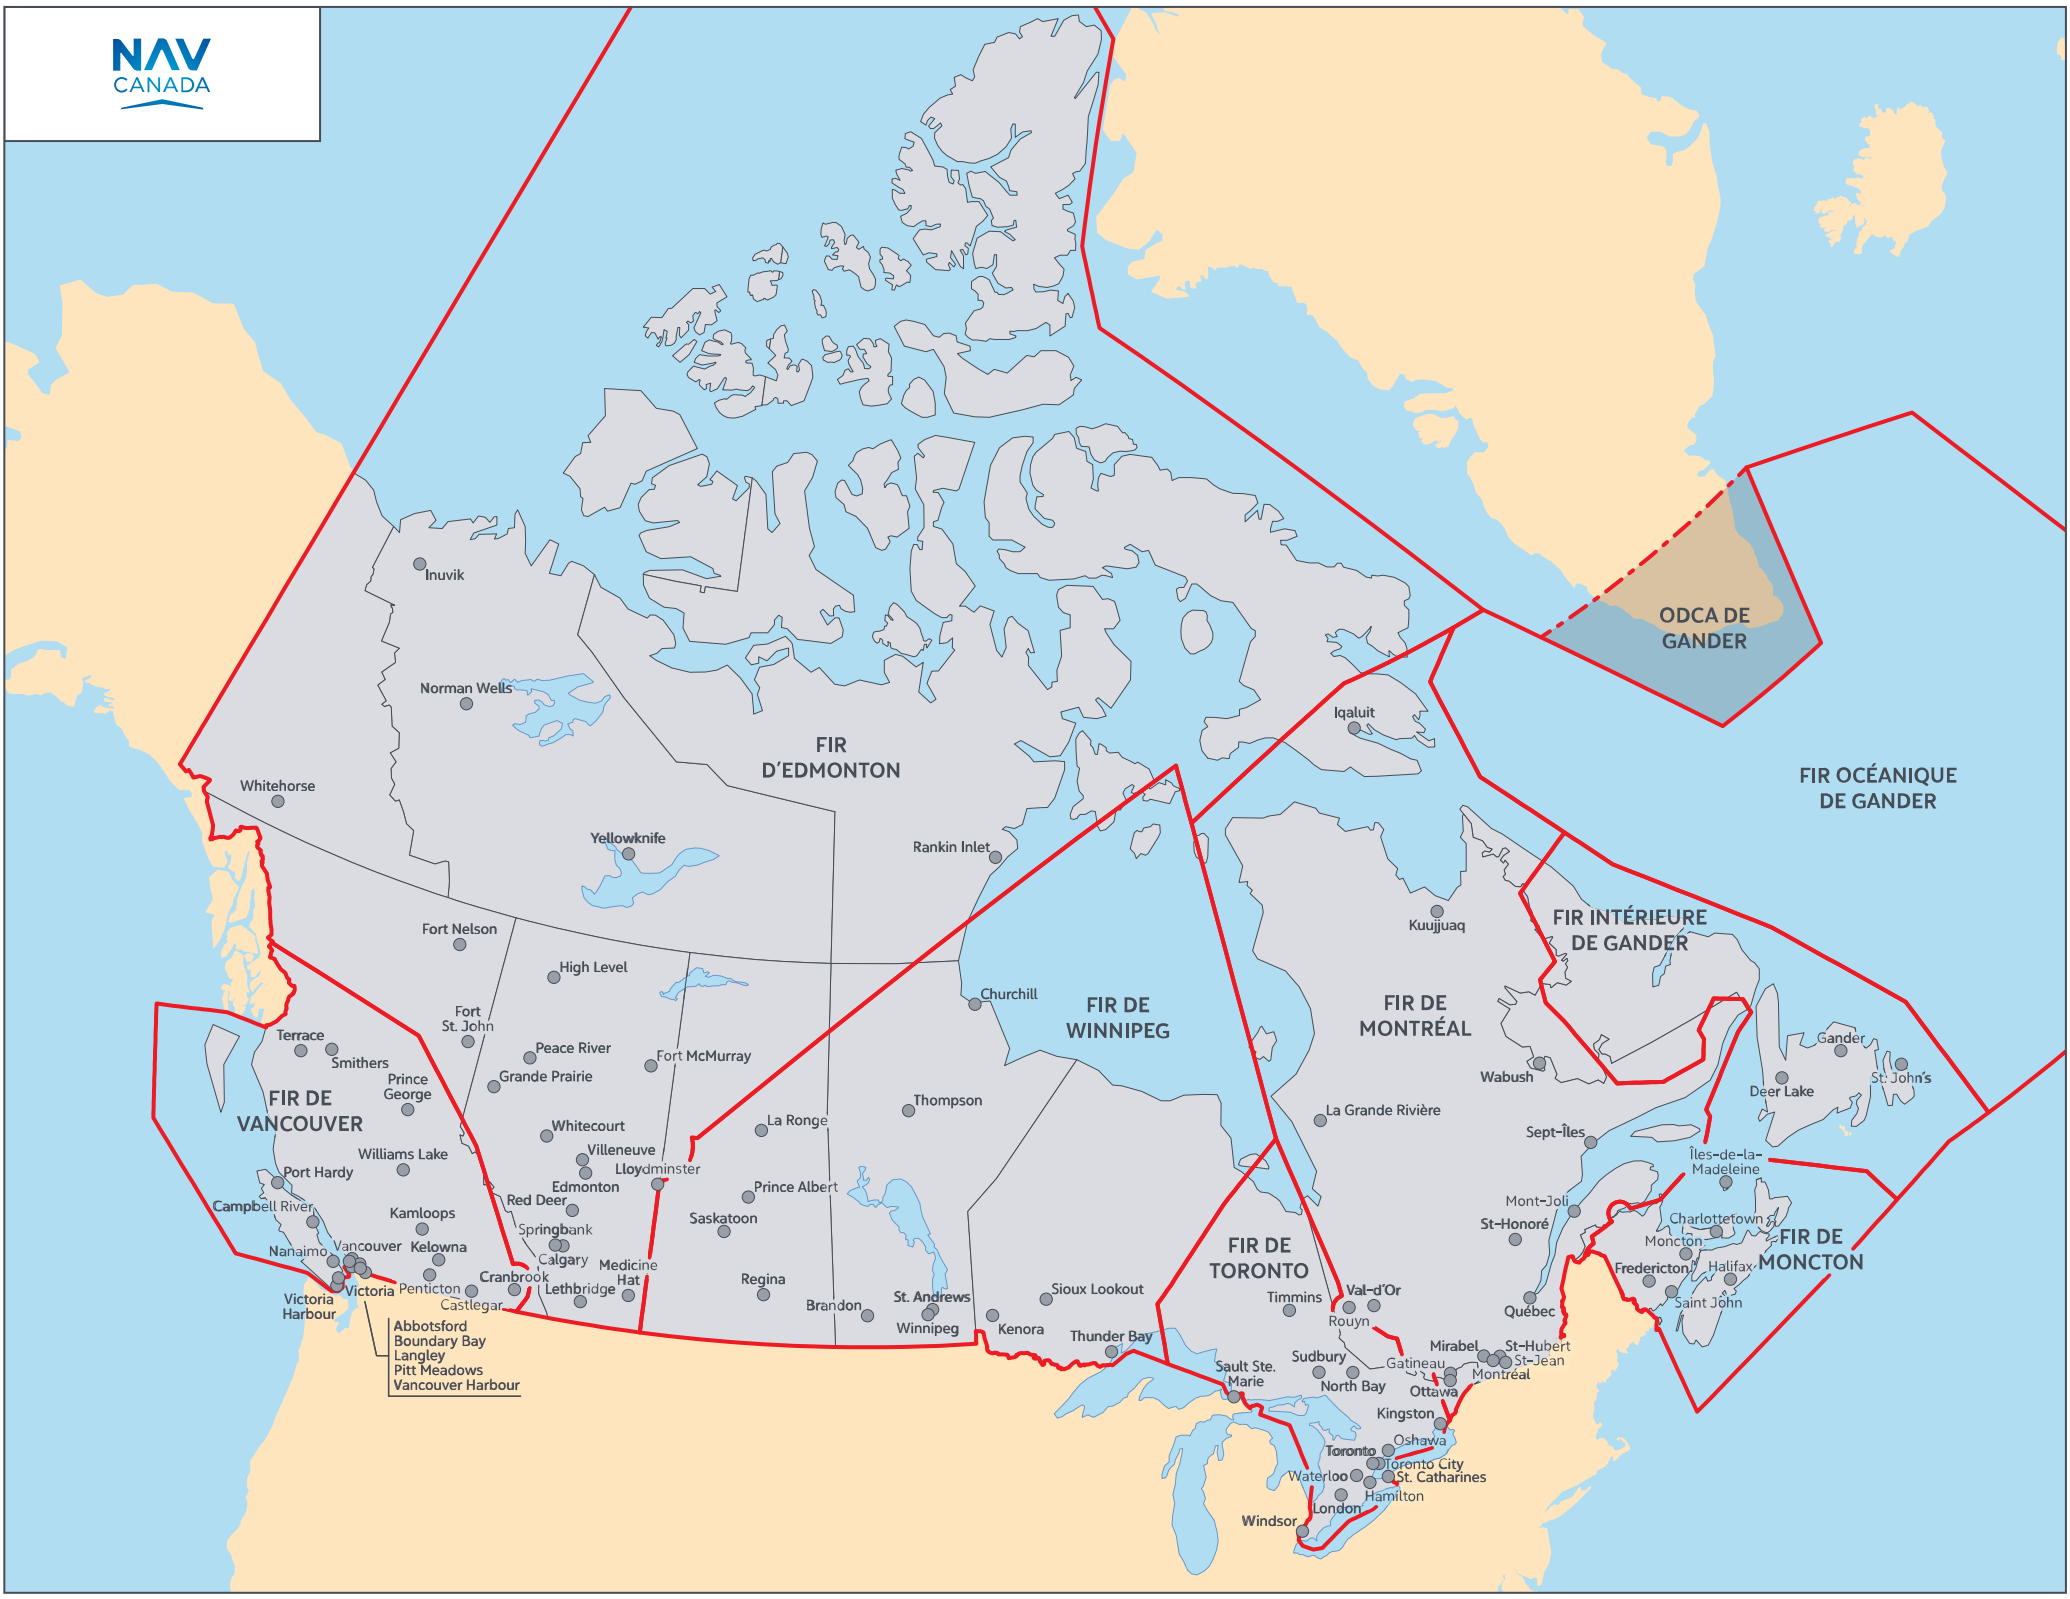 NAV
CANADA
Inuvik
Norman Wells
ODCA DE
GANDER
Iqaluit
FIR
D'EDMONTON
FIR OCÉANIQUE
DE GANDER
Whitehorse
Yellowknife
Rankin Inlet
Kuujjuaq
FIR INTÉRIEURE
DE GANDER
Fort Nelson
High Level
Churchill
FIR DE
WINNIPEG
FIR DE
MONTRÉAL
Fort
St. John
Terrace
Smithers
Peace River
Fort McMurray
Grande Prairie
Prince
George
FIR DE
VANCOUVER
Wabush
Gander
St. John's
Deer Lake
Thompson
La Ronge
La Grande Rivière
Sept-Îles
Whitecourt
Villeneuve
Williams Lake
Lloydminster
Edmonton
Îles-de-la-
Madeleine
Port Hardy
Prince Albert
Red Deer
Campbell River
Kamloops
Saskatoon
Mont-Joli
St-Honoré
Charlottetown
Springbank
Calgary
Nanaimo
Vancouver
Kelowna
Moncton
FIR DE
MONCTON
FIR DE
TORONTO
Medicine
Hat
Cranbrook
Lethbridge
Regina
Fredericton
Halifax
Victoria
Penticton
Castlegar
Victoria
Harbour
Brandon
St. Andrews
Winnipeg
Sioux Lookout
Kenora
Timmins
Val-d'Or
Rouyn
Québec
Saint John
Abbotsford
Boundary Bay
Langley
Pitt Meadows
Vancouver Harbour
Thunder Bay
Sault Ste.
Marie
Sudbury
North Bay
Gatineau
Ottawa
Mirabel
St-Hubert
St-Jean
Montréal
Kingston
Oshawa
Toronto
Toronto City
Waterloo
St. Catharines
Hamilton
London
Windsor